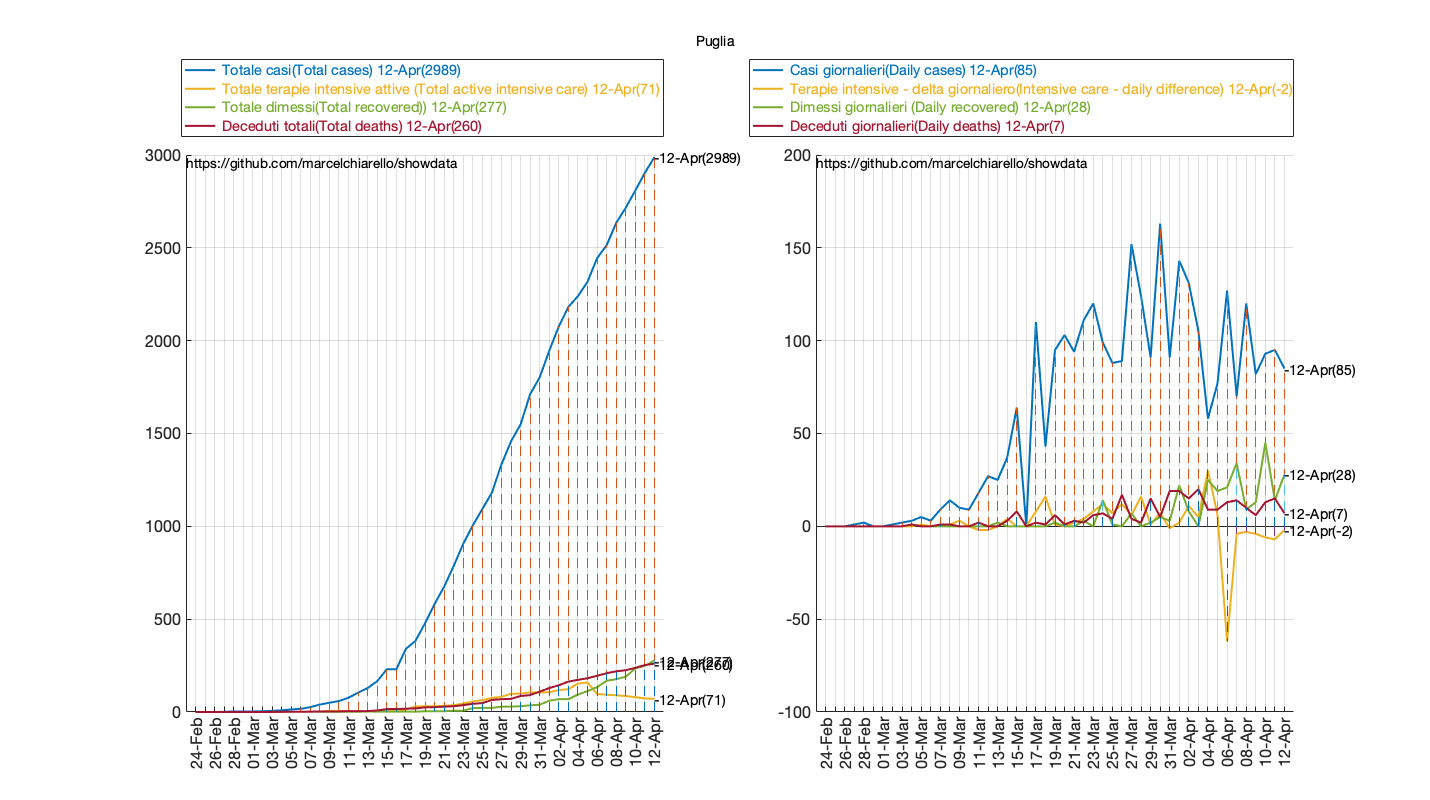 Puglia
Totale casi(Total cases) 12-Apr(2989)
Totale terapie intensive attive (Total active intensive care) 12-Apr(71)
Totale dimessi(Total recovered)) 12-Apr(277)
Deceduti totali(Total deaths) 12-Apr(260)
3000
2500
2000
1500
1000
500
0
https://github.com/marcelchiarello/showdata
12-Apr(2989)
12-Apr(277)
12-Apr(260)
12-Apr(71)
24-Feb
26-Feb
28-Feb
01-Mar
03-Mar
05-Mar
07-Mar
09-Mar
11-Mar
13-Mar
15-Mar
17-Mar
19-Mar
21-Mar
23-Mar
25-Mar
27-Mar
29-Mar
31-Mar
02-Apr
04-Apr
06-Apr
08-Apr
10-Apr
12-Apr
Casi giornalieri(Daily cases) 12-Apr(85)
Terapie intensive - delta giornaliero(Intensive care - daily difference) 12-Apr(-2)
Dimessi giornalieri (Daily recovered) 12-Apr(28)
Deceduti giornalieri(Daily deaths) 12-Apr(7)
200
150
100
50
0
-50
-100
https://github.com/marcelchiarello/showdata
12-Apr(85)
12-Apr(28)
12-Apr(7)
12-Apr(-2)
24-Feb
26-Feb
28-Feb
01-Mar
03-Mar
05-Mar
07-Mar
09-Mar
11-Mar
13-Mar
15-Mar
17-Mar
19-Mar
21-Mar
23-Mar
25-Mar
27-Mar
29-Mar
31-Mar
02-Apr
04-Apr
06-Apr
08-Apr
10-Apr
12-Apr